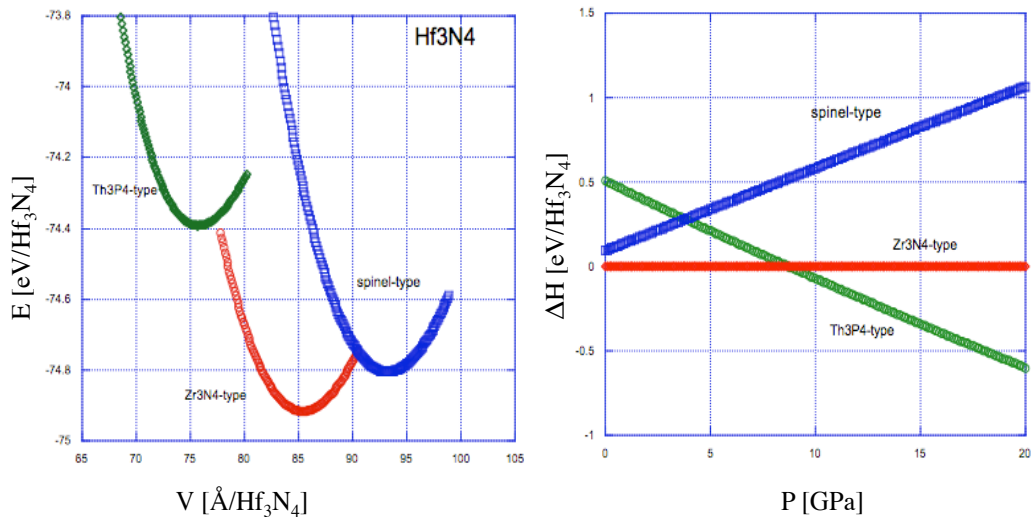 Hf3N4
E [eV/Hf₃N₄]
-73.8
-74
-74.2
-74.4
-74.6
-74.8
-75
Th3P4-type
spinel-type
Zr3N4-type
65 70 75 80 85 90 95 100 105
V [Å/Hf₃N₄]
ΔH [eV/Hf₃N₄]
1.5
1
0.5
0
-0.5
-1
spinel-type
Zr3N4-type
Th3P4-type
0 5 10 15 20
P [GPa]